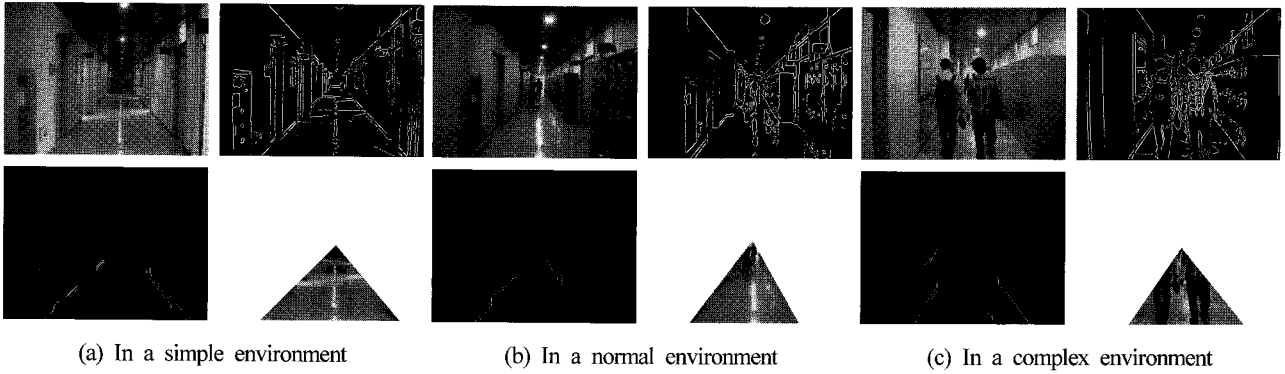 (a) In a simple environment
(b) In a normal environment
(c) In a complex environment